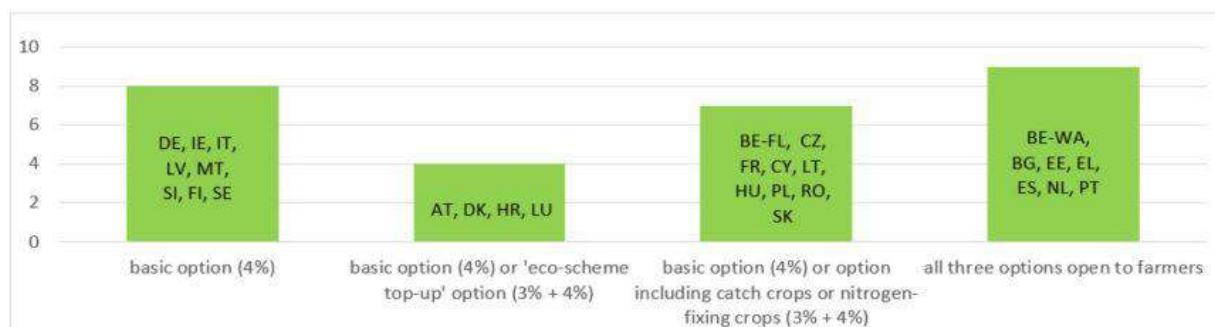 10
8
6
4
2
0
DE, IE, IT,
LV, MT,
SI, FI, SE
AT, DK, HR, LU
BE-FL, CZ,
FR, CY, LT,
HU, PL, RO,
SK
BE-WA,
BG, EE, EL,
ES, NL, PT
basic option (4%)
basic option (4%) or 'eco-scheme
top-up' option (3% + 4%)
basic option (4%) or option
including catch crops or nitrogen-
fixing crops (3% + 4%)
all three options open to farmers